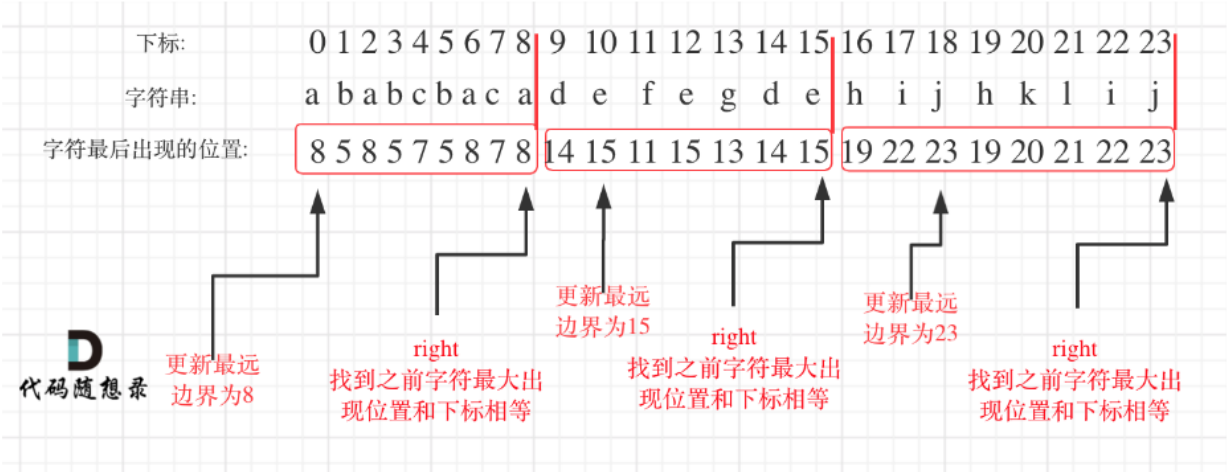 下标: 0 1 2 3 4 5 6 7 8 9 10 11 12 13 14 15 16 17 18 19 20 21 22 23
字符串: a b a b c b a c a d e f e g d e h i j h k l i j
字符最后出现的位置: 8 5 8 5 7 5 8 7 8 14 15 11 15 13 14 15 19 22 23 19 20 21 22 23
更新最远
边界为8
right
找到之前字符最大出
现位置和下标相等
更新最远
边界为15
right
找到之前字符最大出
现位置和下标相等
更新最远
边界为23
right
找到之前字符最大出
现位置和下标相等
代码随想录